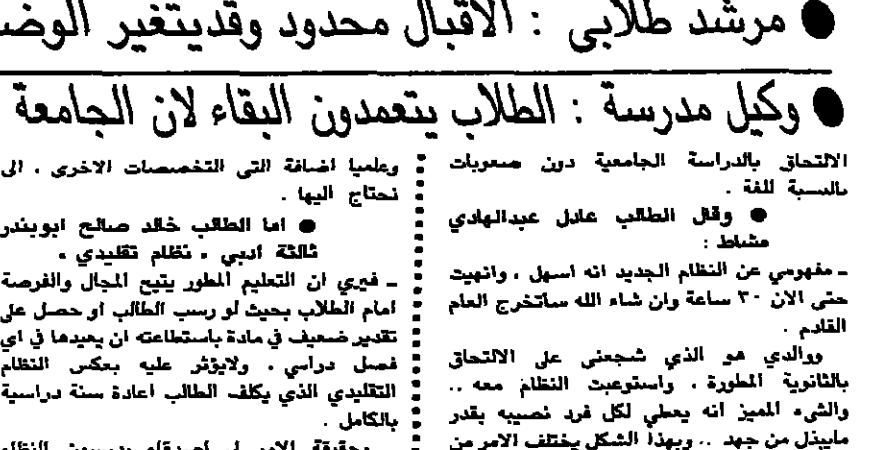 ● مرشد طلابى : الاقبال محدود وقديتغير الوضـ
● وكيل مدرسة : الطلاب يتعمدون البقاء لان الجامعة
الالتحاق بالدراسة الجامعية دون صعوبات
بالنسبة للغة .
● وقال الطالب عادل عبدالهادي
مشاط :
ـ مفهومي عن النظام الجديد انه اسهل ، وانهيت
حتى الان ٣٠ ساعة وان شاء الله ساتخرج العام
القادم .
ووالدي هو الذي شجعنى على الالتحاق
بالثانوية المطورة ، واستوعبت النظام معه ..
والشىء المميز انه يعطي لكل فرد نصيبه بقدر
مايبذل من جهد .. وبهذا الشكل يختلف الامر عن
وعلميا اضافة التى التخصصات الاخرى ، الى
نحتاج اليها .
● اما الطالب خالد صالح ابوبندر
ثالثة ادبي ، نظام تقليدي ،
ـ فيري ان التعليم المطور يتيح المجال والفرصة
امام الطلاب بحيث لو رسب الطالب او حصل على
تقدير ضعيف في مادة باستطاعته ان يعيدها في اي
فصل دراسي ، ولايؤثر عليه بعكس النظام
التقليدي الذي يكلف الطالب اعادة سنة دراسية
بالكامل .